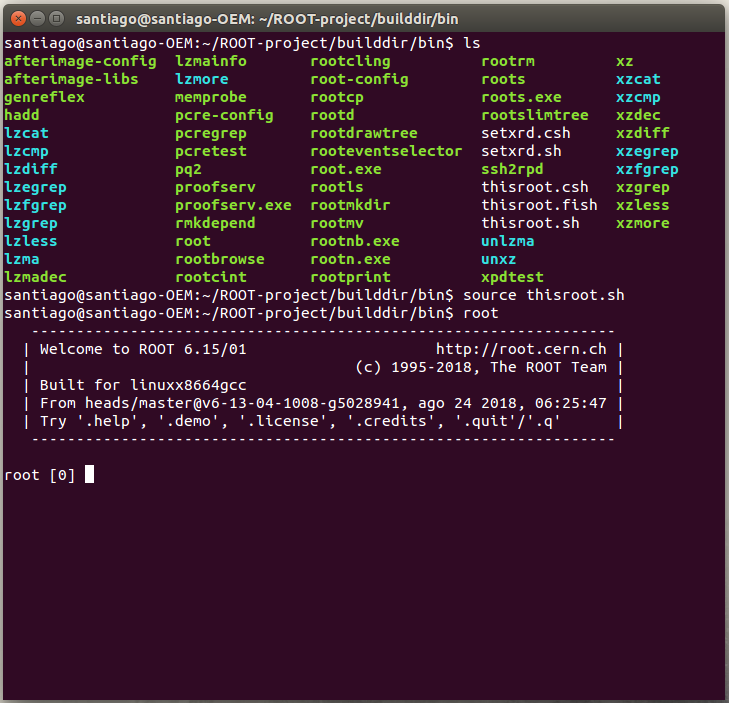 santiago@santiago-OEM: ~/ROOT-project/builddir/bin
santiago@santiago-OEM:~/ROOT-project/builddir/bin$ ls
afterimage-config  lzmainfo       rootcling          rootrm         xz
afterimage-libs    lzmore         root-config        roots          xzcat
genreflex          memprobe       rootcp             roots.exe      xzcmp
hadd               pcre-config    rootd              rootslimtree   xzdec
lzcat              pcregrep       rootdrawtree       setxrd.csh     xzdiff
lzcmp              pcretest       rooteventselector  setxrd.sh      xzegrep
lzdiff             pq2            root.exe           ssh2rpd        xzfgrep
lzegrep            proofserv      rootls             thisroot.csh   xzgrep
lzfgrep            proofserv.exe  rootmkdir          thisroot.fish  xzless
lzgrep             rmkdepend      rootmv             thisroot.sh    xzmore
lzless             root           rootnb.exe         unlzma
lzma               rootbrowse     rootn.exe          unxz
lzmadec            rootcint       rootprint          xpdtest
santiago@santiago-OEM:~/ROOT-project/builddir/bin$ source thisroot.sh
santiago@santiago-OEM:~/ROOT-project/builddir/bin$ root
   -----------------------------------------------------------------
  | Welcome to ROOT 6.15/01                     http://root.cern.ch |
  |                                    (c) 1995-2018, The ROOT Team |
  | Built for linuxx8664gcc                                         |
  | From heads/master@v6-13-04-1008-g5028941, ago 24 2018, 06:25:47 |
  | Try '.help', '.demo', '.license', '.credits', '.quit'/'.q'      |
   -----------------------------------------------------------------
root [0]